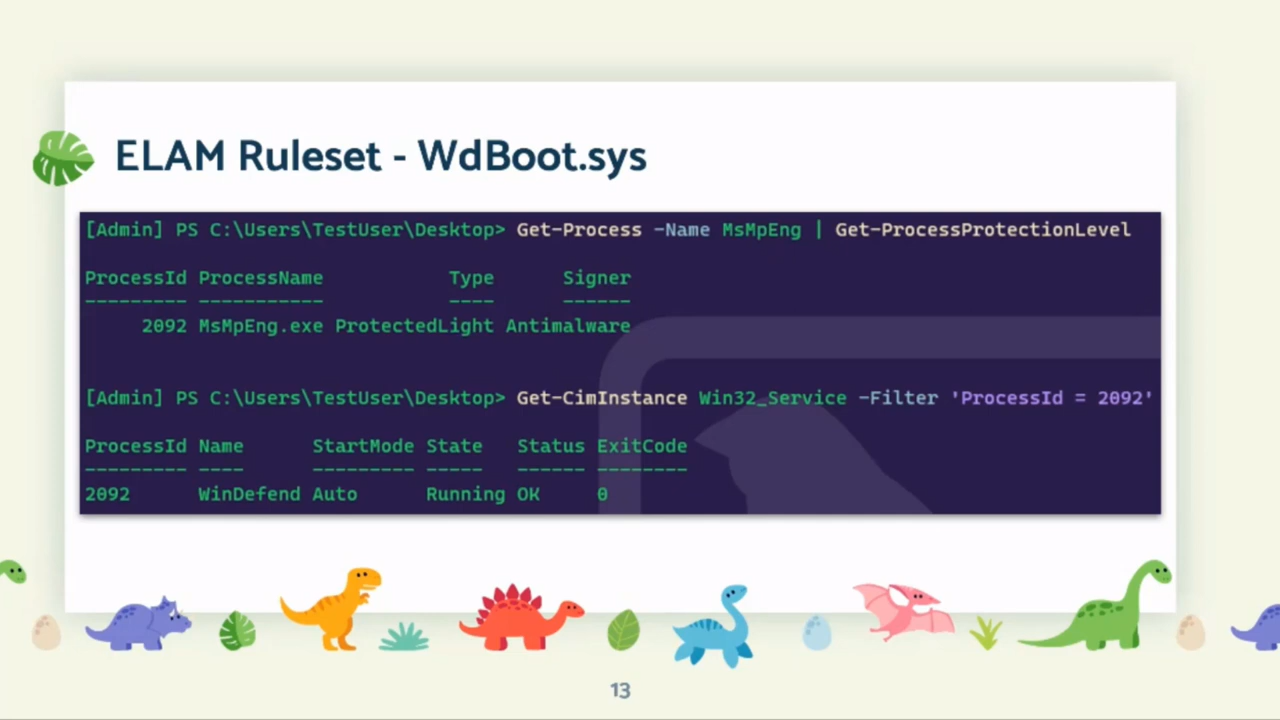 ELAM Ruleset - WdBoot.sys
[Admin] PS C:\Users\TestUser\Desktop> Get-Process -Name MsMpEng | Get-ProcessProtectionLevel
ProcessId ProcessName Type Signer
--------- ----------- ---- ------
2092 MsMpEng.exe ProtectedLight Antimalware
[Admin] PS C:\Users\TestUser\Desktop> Get-CimInstance Win32_Service -Filter 'ProcessId = 2092'
ProcessId Name StartMode State Status ExitCode
--------- ---- --------- ----- ------ --------
2092 WinDefend Auto Running OK 0
13